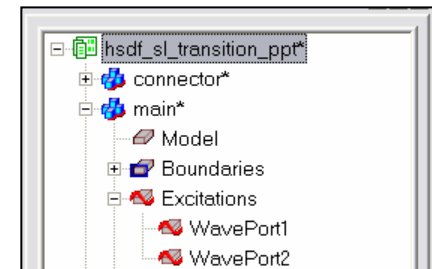 hsdf_sl_transition_ppt*
connector*
main*
Model
Boundaries
Excitations
WavePort1
WavePort2